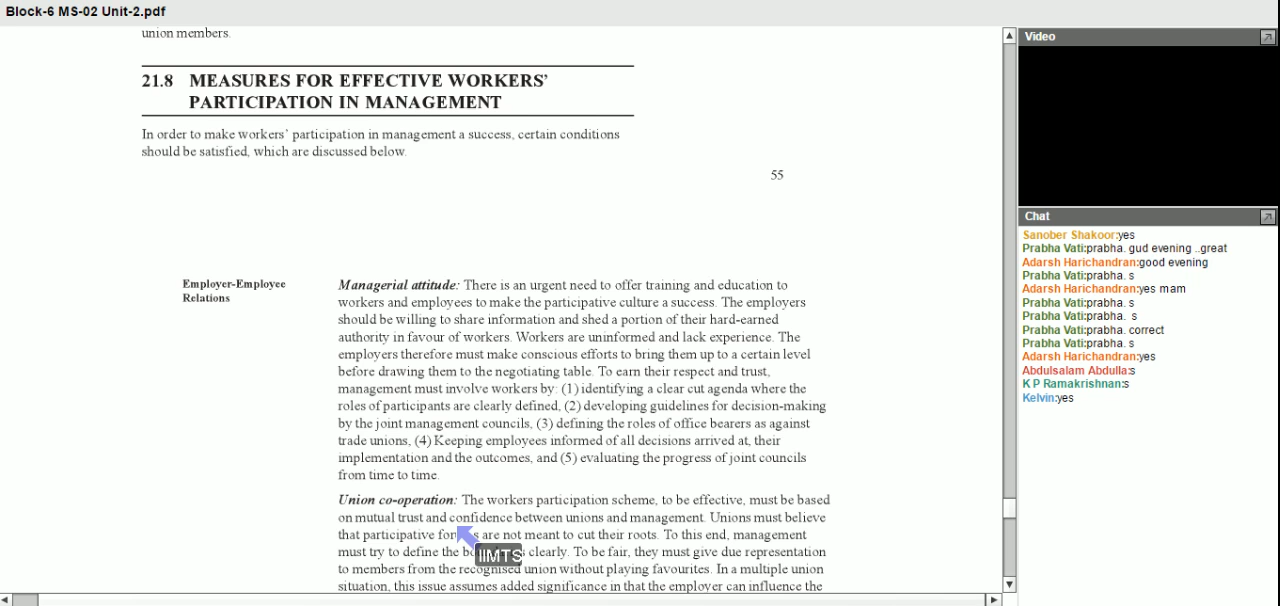 Block-6 MS-02 Unit-2.pdf
union members.
21.8 MEASURES FOR EFFECTIVE WORKERS'
PARTICIPATION IN MANAGEMENT
In order to make workers' participation in management a success, certain conditions
should be satisfied, which are discussed below.
55
Employer-Employee
Relations
Managerial attitude: There is an urgent need to offer training and education to
workers and employees to make the participative culture a success. The employers
should be willing to share information and shed a portion of their hard-earned
authority in favour of workers. Workers are uninformed and lack experience. The
employers therefore must make conscious efforts to bring them up to a certain level
before drawing them to the negotiating table. To earn their respect and trust,
management must involve workers by: (1) identifying a clear cut agenda where the
roles of participants are clearly defined, (2) developing guidelines for decision-making
by the joint management councils, (3) defining the roles of office bearers as against
trade unions, (4) Keeping employees informed of all decisions arrived at, their
implementation and the outcomes, and (5) evaluating the progress of joint councils
from time to time.
Union co-operation: The workers participation scheme, to be effective, must be based
on mutual trust and confidence between unions and management. Unions must believe
that participative are not meant to cut their roots. To this end, management
must try to define the clearly. To be fair, they must give due representation
to members from the recognised union without playing favourites. In a multiple union
situation, this issue assumes added significance in that the employer can influence the
IIMTS
Video
Chat
Sanober Shakoor:yes
Prabha Vati:prabha. gud evening ..great
Adarsh Harichandran:good evening
Prabha Vati:prabha. s
Adarsh Harichandran:yes mam
Prabha Vati:prabha. s
Prabha Vati:prabha. s
Prabha Vati:prabha. correct
Prabha Vati:prabha. s
Adarsh Harichandran:yes
Abdulsalam Abdulla:s
K P Ramakrishnan:s
Kelvin:yes